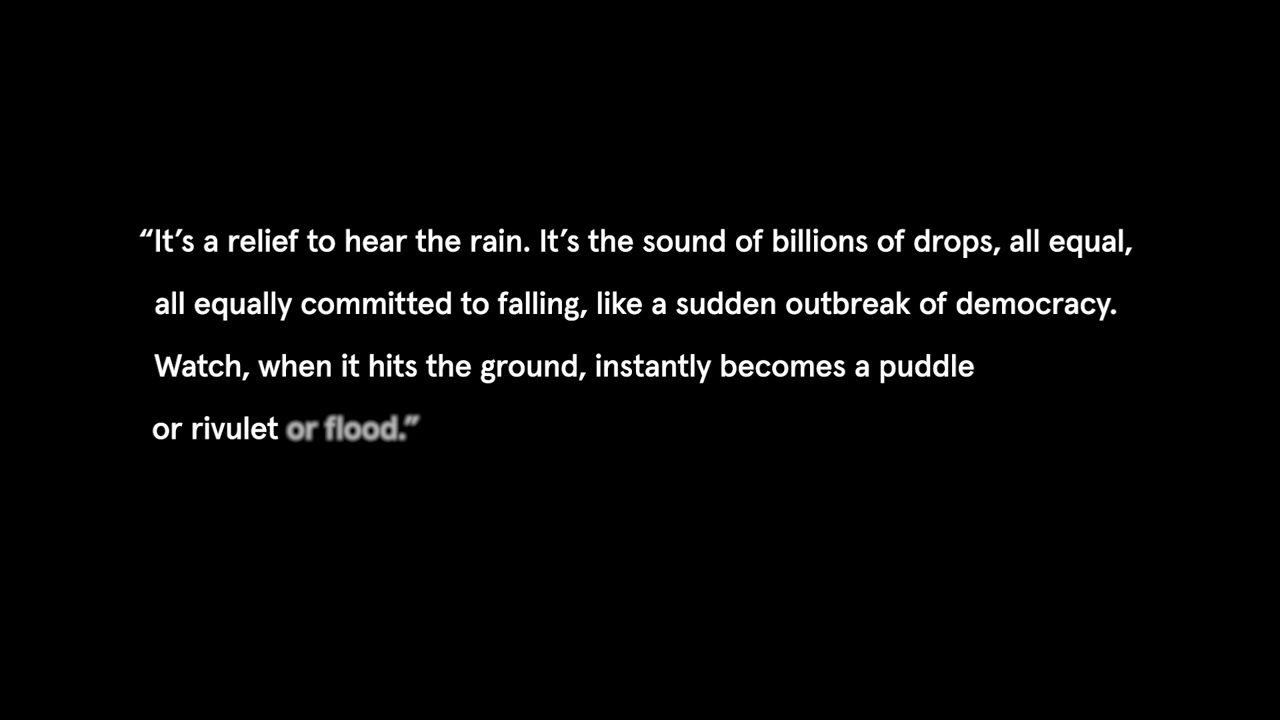 “It’s a relief to hear the rain. It’s the sound of billions of drops, all equal,
all equally committed to falling, like a sudden outbreak of democracy.
Watch, when it hits the ground, instantly becomes a puddle
or rivulet or flood.”